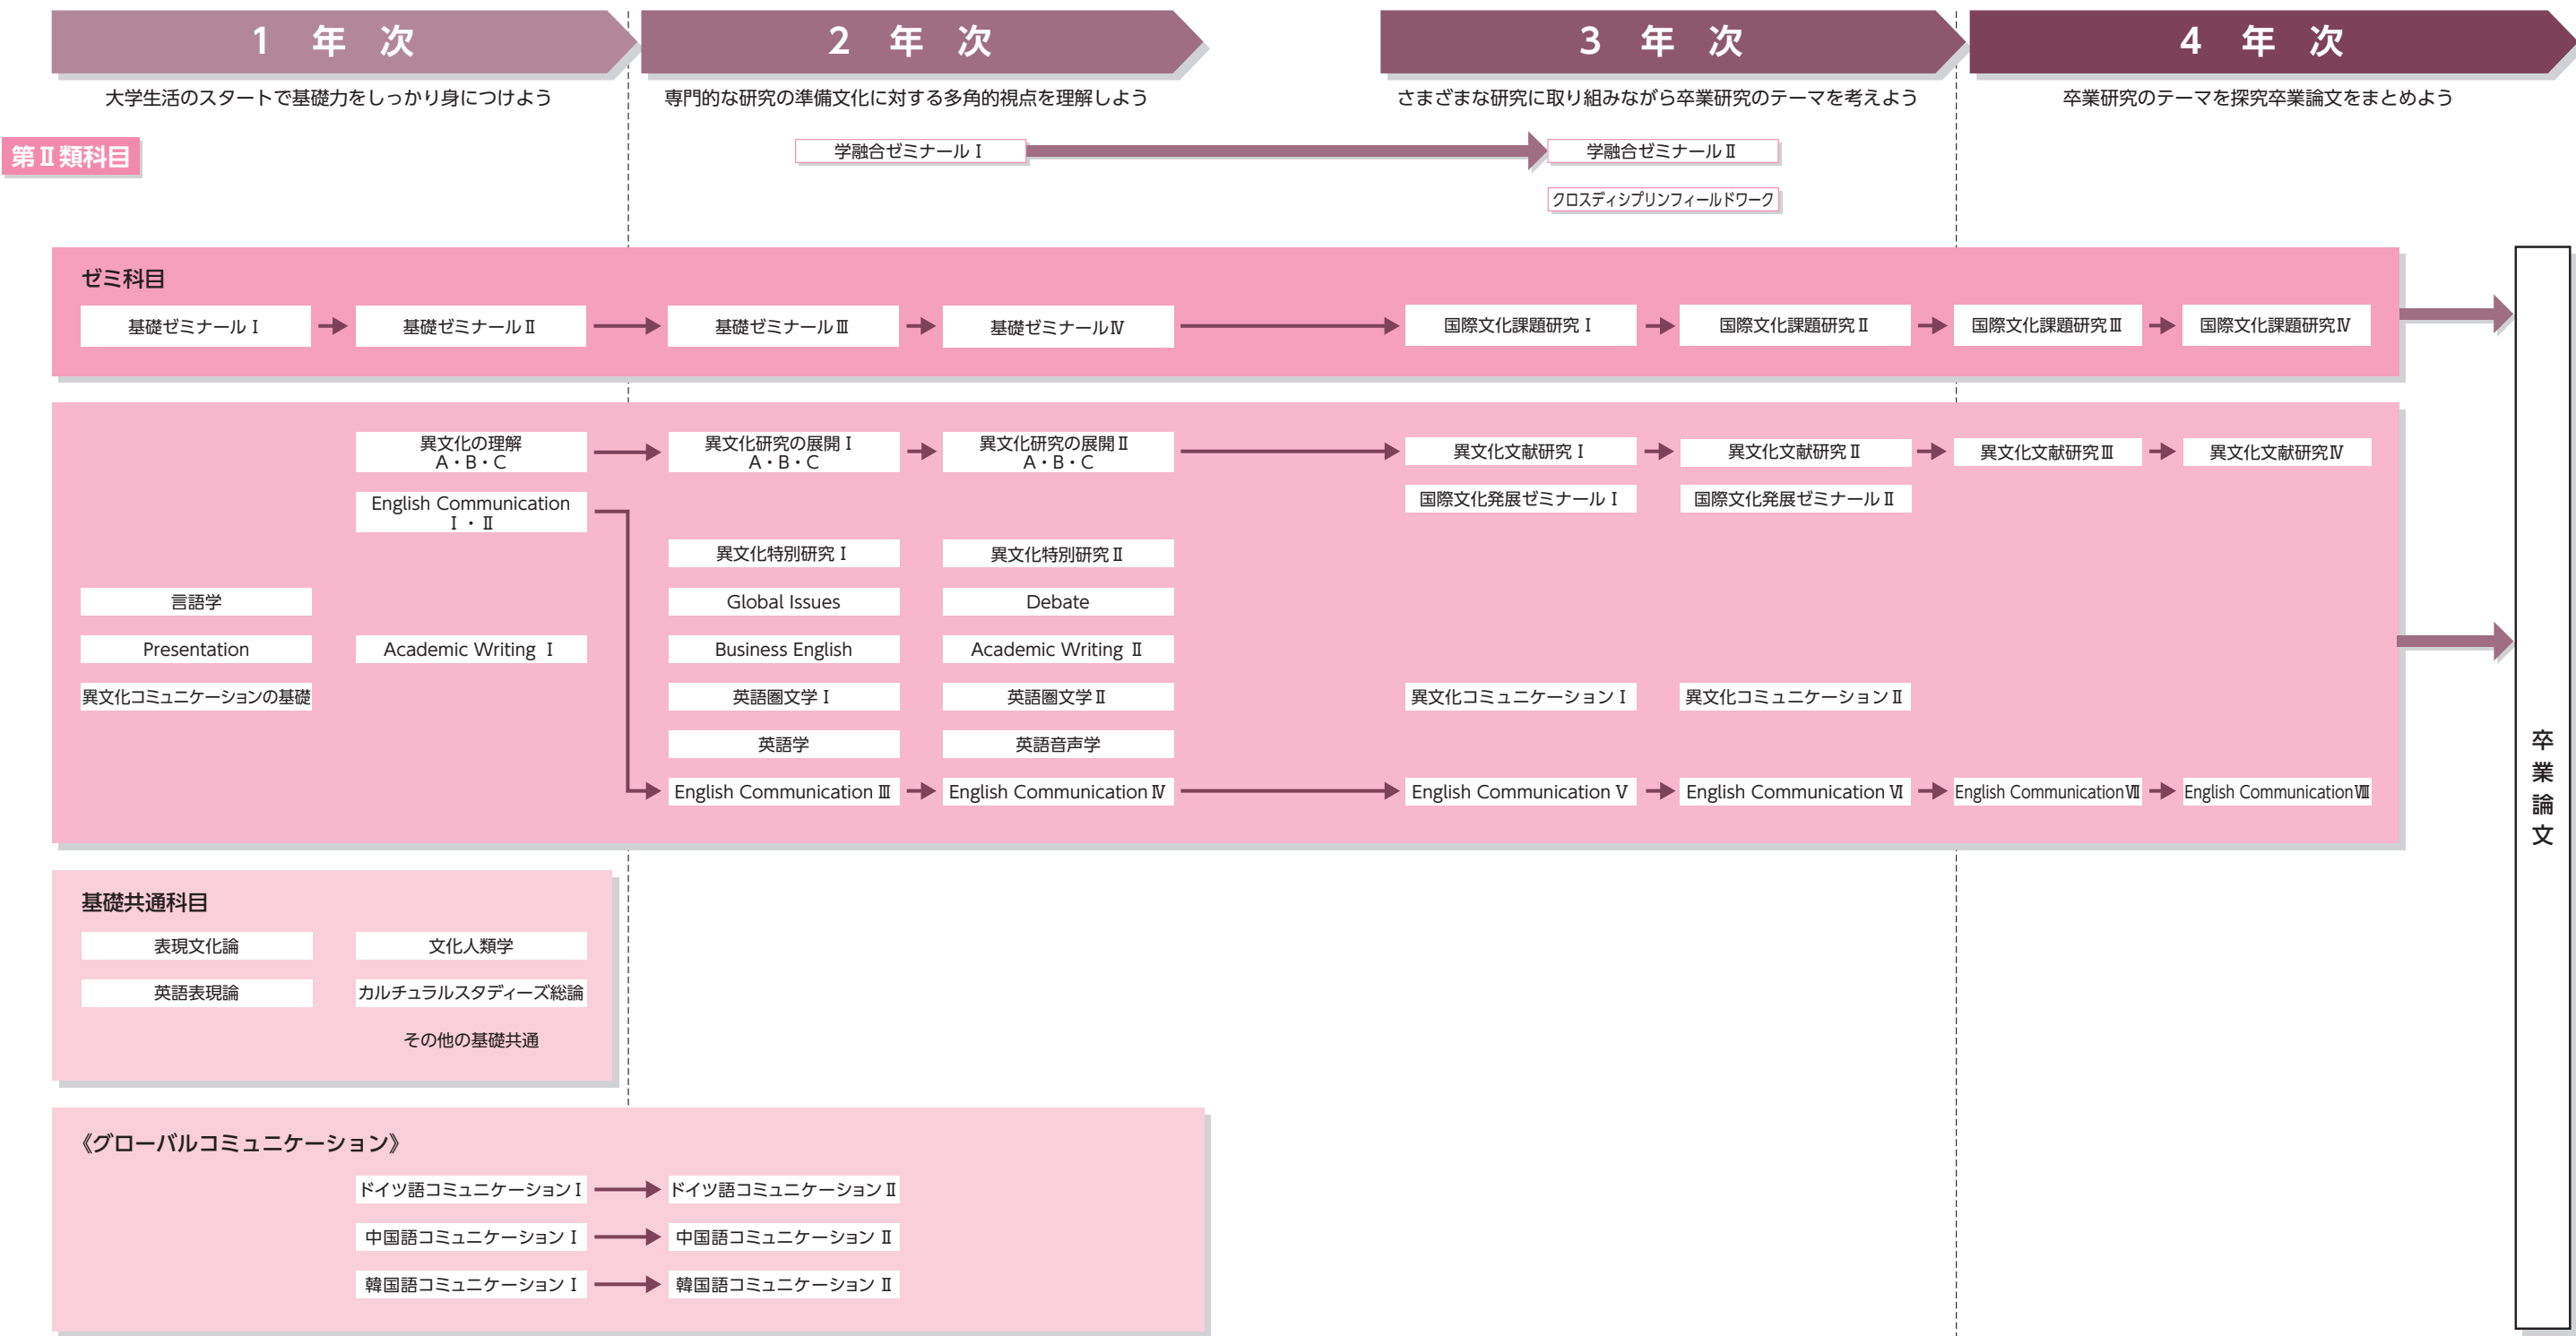 1 年 次
2 年 次
3 年 次
4 年 次
大学生活のスタートで基礎力をしっかり身につけよう
専門的な研究の準備文化に対する多角的視点を理解しよう
さまざまな研究に取り組みながら卒業研究のテーマを考えよう
卒業研究のテーマを探究卒業論文をまとめよう
第Ⅱ類科目
学融合ゼミナールⅠ
学融合ゼミナールⅡ
クロスディシプリンフィールドワーク
ゼミ科目
基礎ゼミナールⅠ
基礎ゼミナールⅡ
基礎ゼミナールⅢ
基礎ゼミナールⅣ
国際文化課題研究Ⅰ
国際文化課題研究Ⅱ
国際文化課題研究Ⅲ
国際文化課題研究Ⅳ
異文化の理解
A・B・C
異文化研究の展開Ⅰ
A・B・C
異文化研究の展開Ⅱ
A・B・C
異文化文献研究Ⅰ
異文化文献研究Ⅱ
異文化文献研究Ⅲ
異文化文献研究Ⅳ
English Communication
Ⅰ・Ⅱ
国際文化発展ゼミナールⅠ
国際文化発展ゼミナールⅡ
異文化特別研究Ⅰ
異文化特別研究Ⅱ
言語学
Global Issues
Debate
Presentation
Academic Writing Ⅰ
Business English
Academic Writing Ⅱ
異文化コミュニケーションの基礎
英語圏文学Ⅰ
英語圏文学Ⅱ
異文化コミュニケーションⅠ
異文化コミュニケーションⅡ
英語学
英語音声学
English Communication Ⅲ
English Communication Ⅳ
English Communication Ⅴ
English Communication Ⅵ
English Communication Ⅶ
English Communication Ⅷ
卒業論文
基礎共通科目
表現文化論
文化人類学
英語表現論
カルチュラルスタディーズ総論
その他の基礎共通
《グローバルコミュニケーション》
ドイツ語コミュニケーションⅠ
ドイツ語コミュニケーションⅡ
中国語コミュニケーションⅠ
中国語コミュニケーションⅡ
韓国語コミュニケーションⅠ
韓国語コミュニケーションⅡ